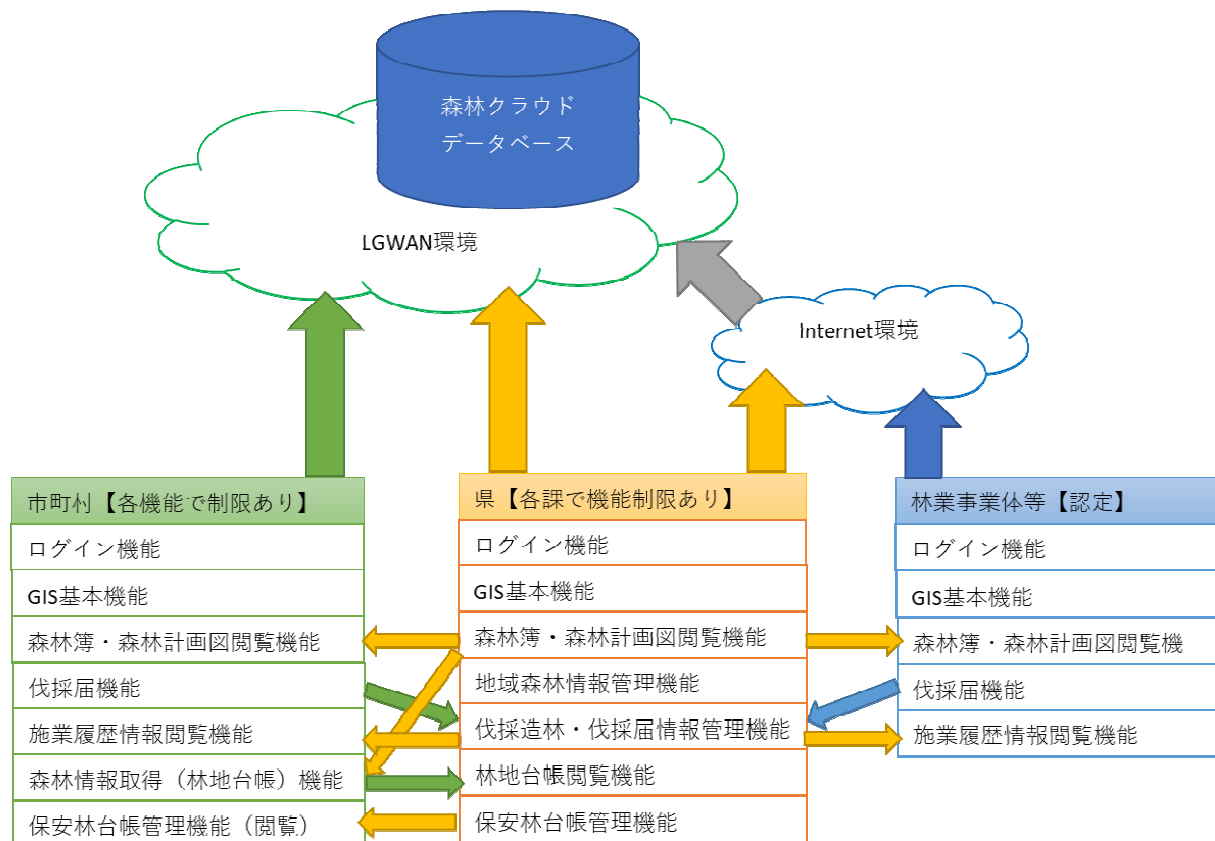 森林クラウド
データベース
LGWAN環境
Internet環境
市町村【各機能で制限あり】
ログイン機能
GIS基本機能
森林簿・森林計画図閲覧機能
伐採届機能
施業履歴情報閲覧機能
森林情報取得（林地台帳）機能
保安林台帳管理機能（閲覧）
県【各課で機能制限あり】
ログイン機能
GIS基本機能
森林簿・森林計画図閲覧機能
地域森林情報管理機能
伐採造林・伐採届情報管理機能
林地台帳閲覧機能
保安林台帳管理機能
林業事業体等【認定】
ログイン機能
GIS基本機能
森林簿・森林計画図閲覧機
伐採届機能
施業履歴情報閲覧機能